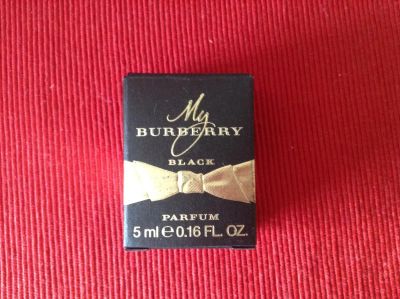 My
BURBERRY
BLACK
PARFUM
5 ml ℮ 0.16 FL. OZ.